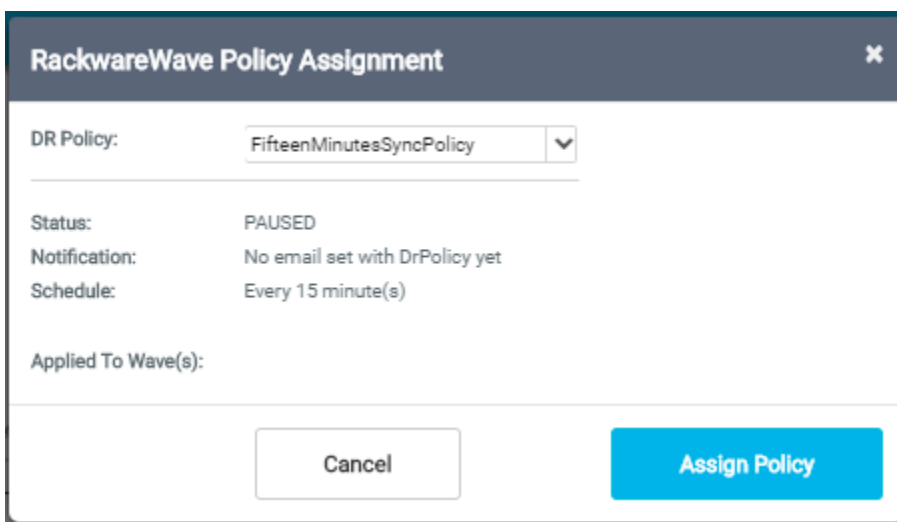 RackwareWave Policy Assignment
DR Policy: FifteenMinutesSyncPolicy
Status: PAUSED
Notification: No email set with DrPolicy yet
Schedule: Every 15 minute(s)
Applied To Wave(s):
Cancel Assign Policy